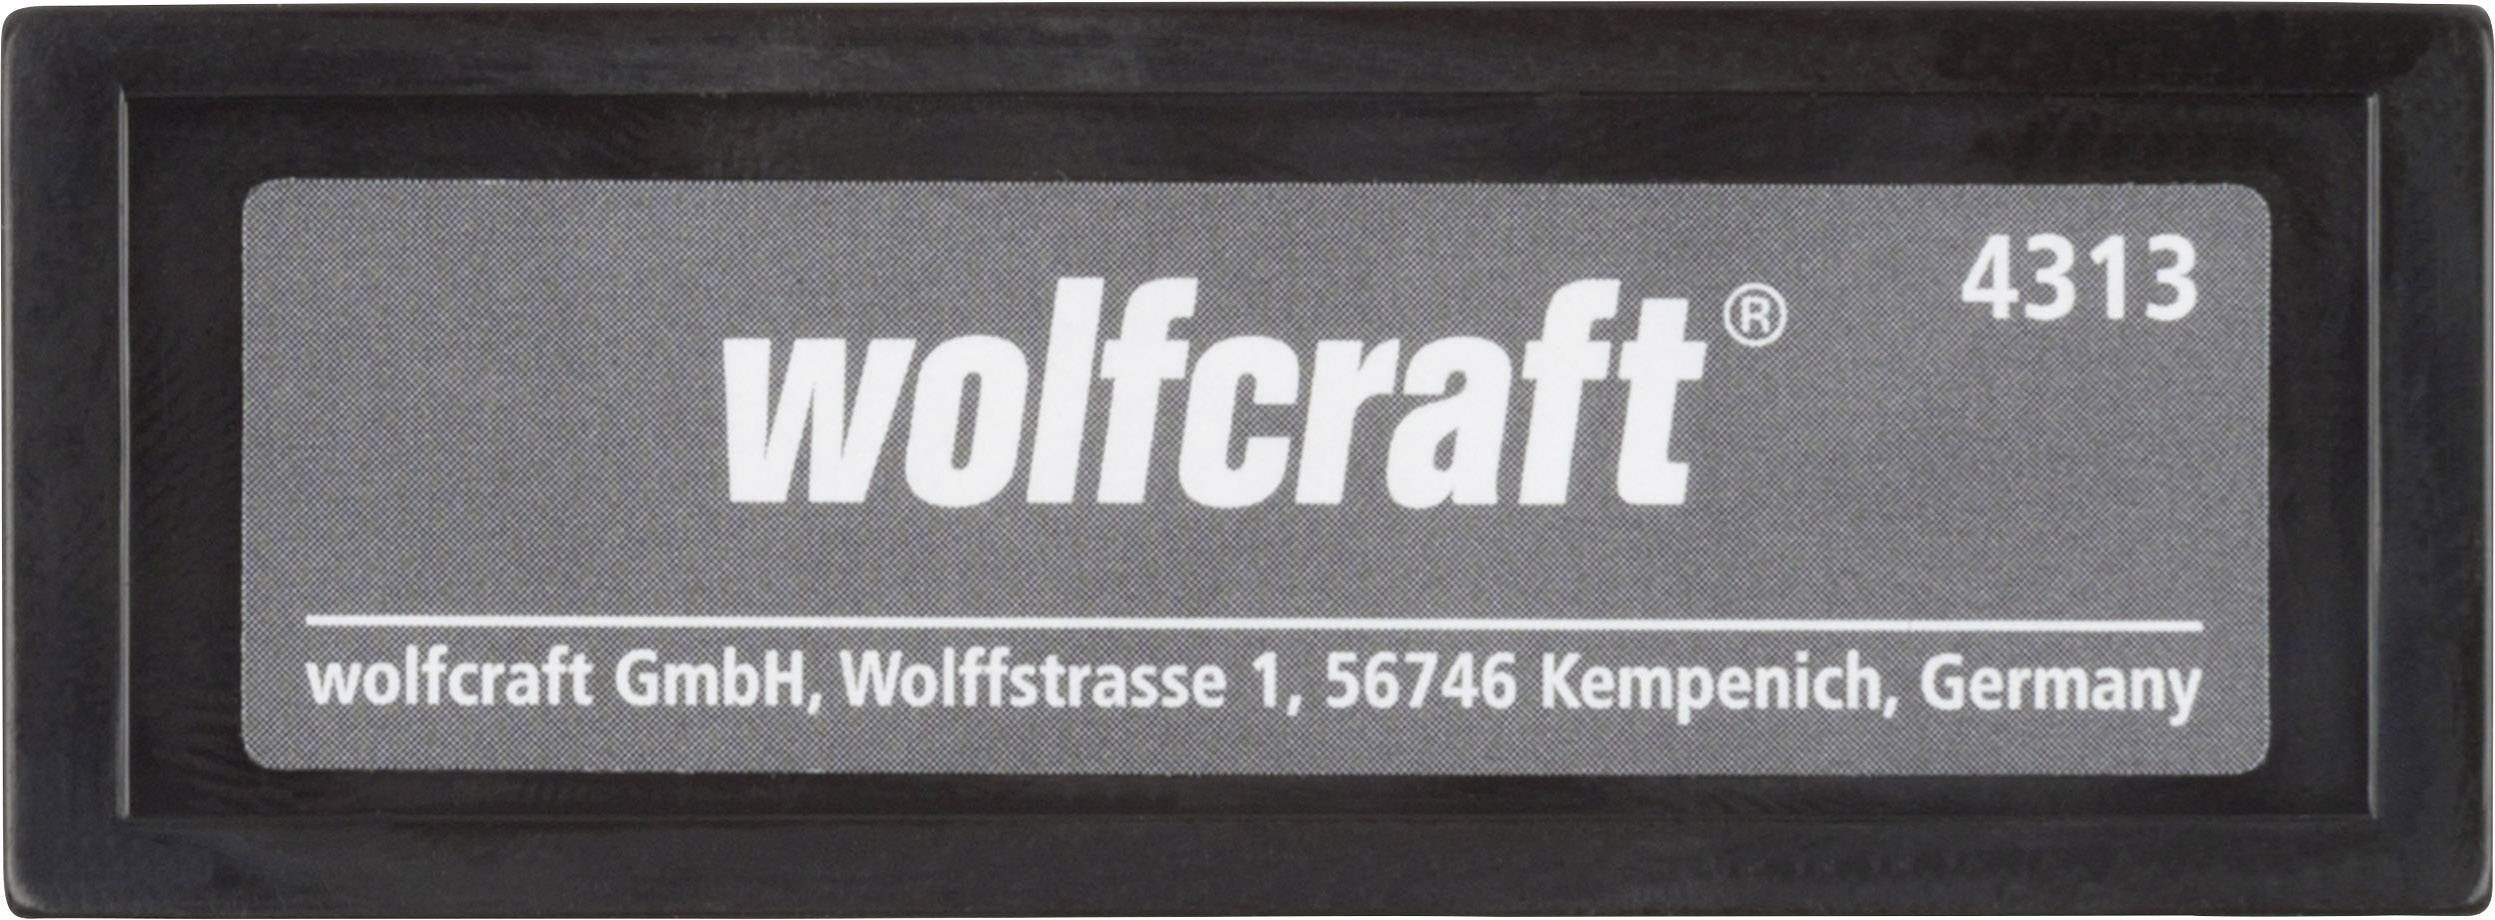 4313
wolfcraft®
wolfcraft GmbH, Wolffstrasse 1, 56746 Kempenich, Germany